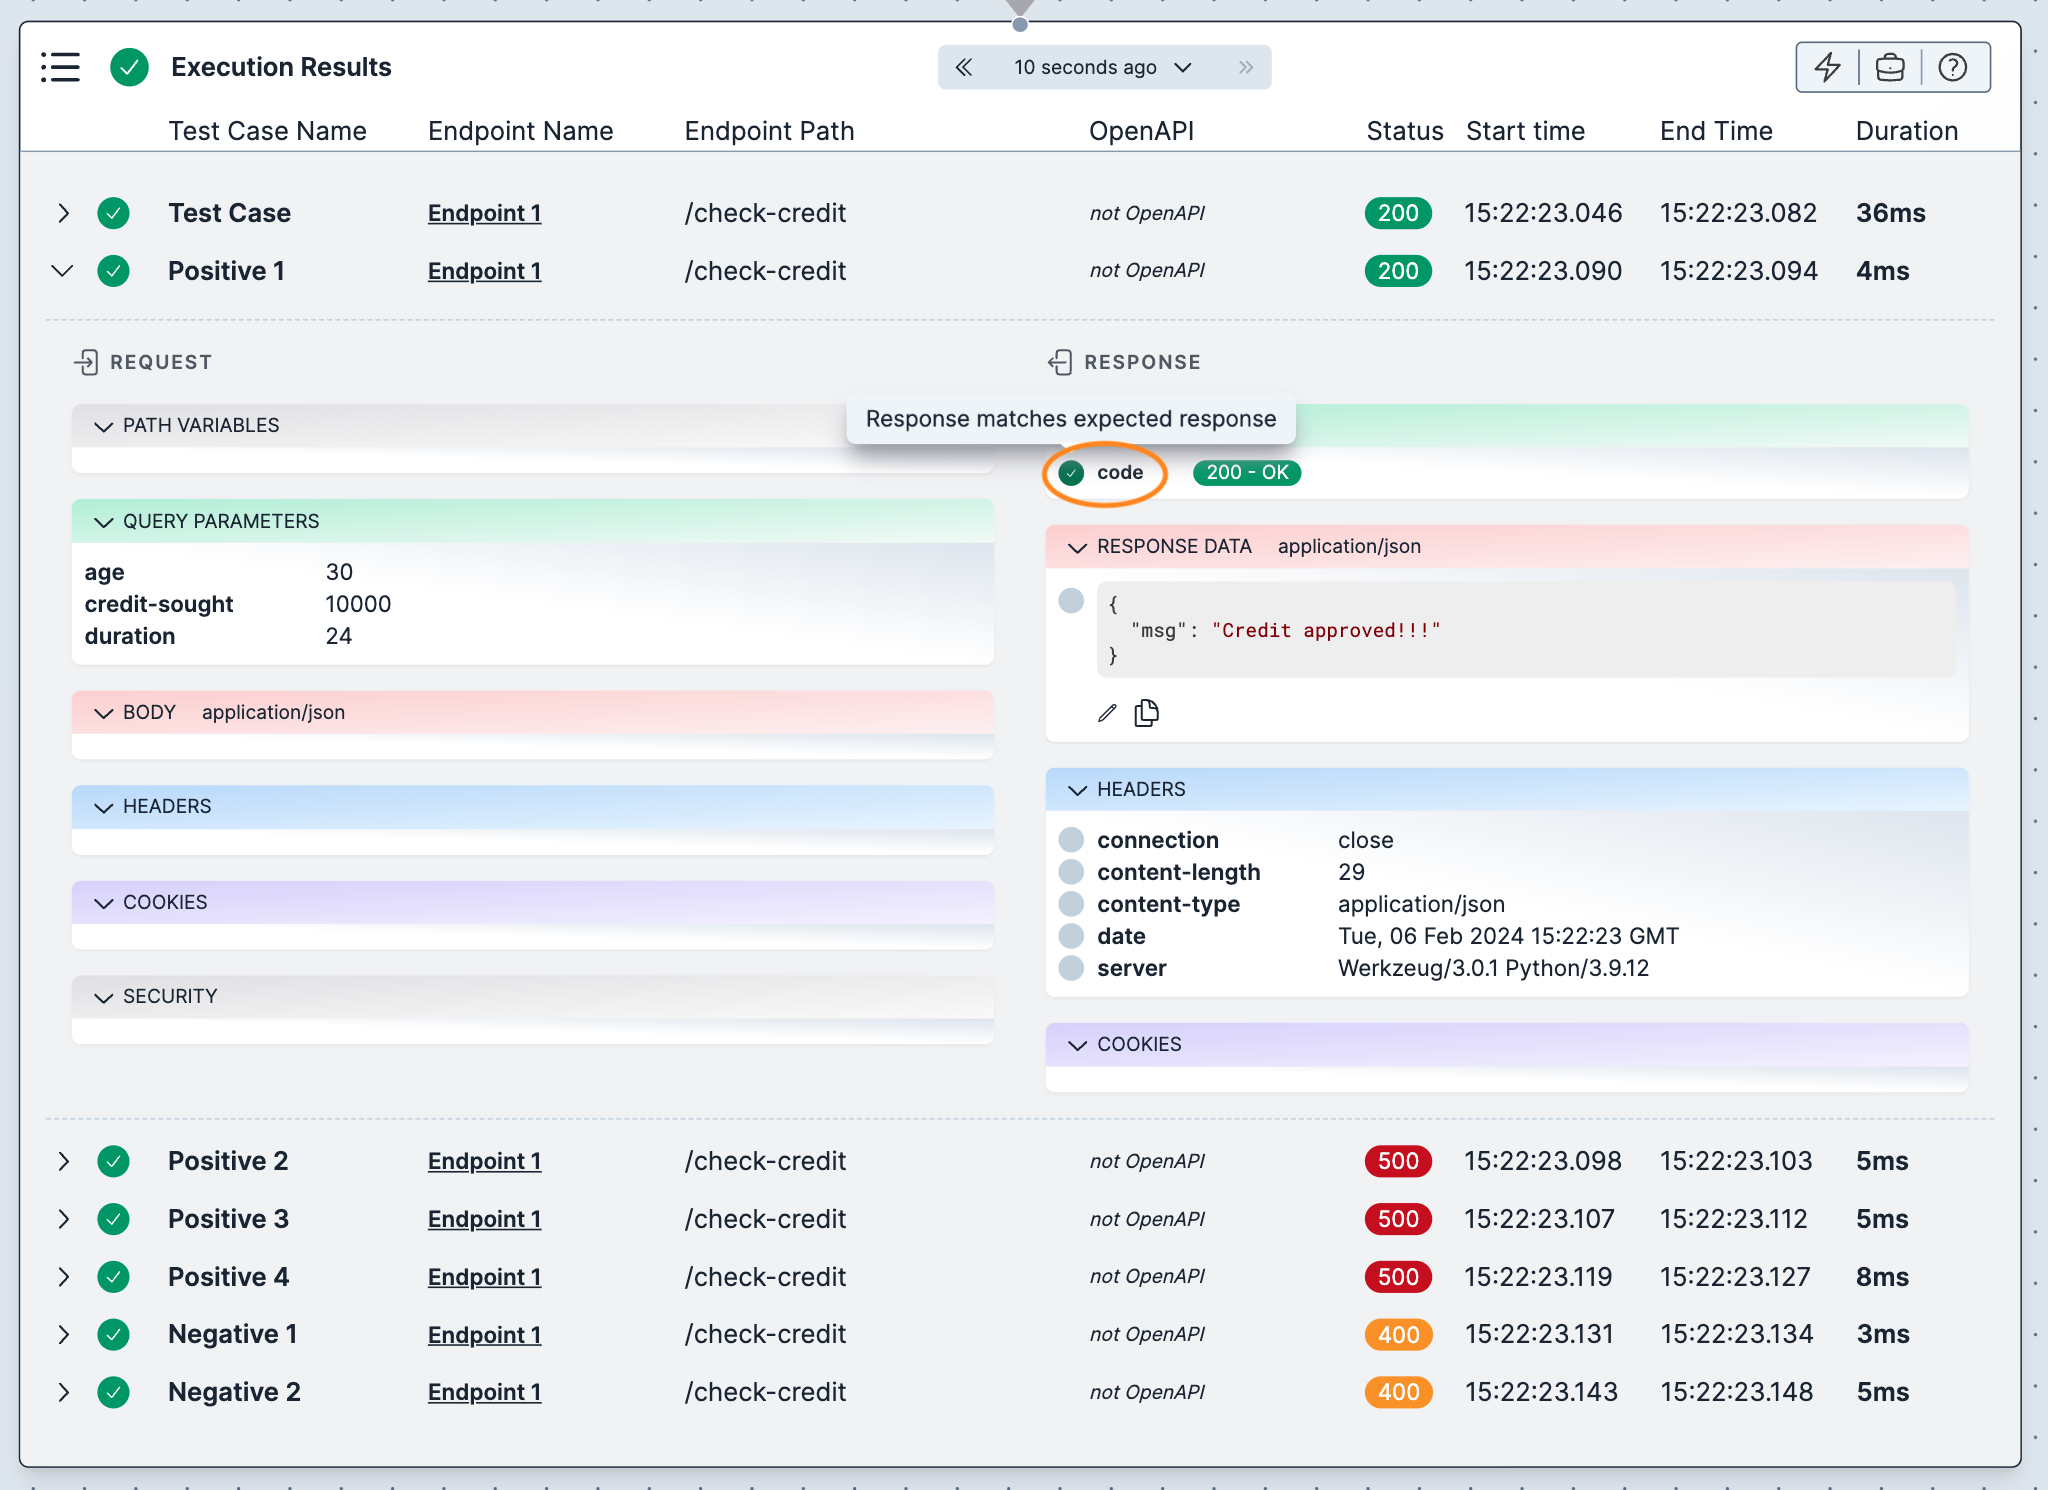 Execution Results
10 seconds ago
Test Case Name Endpoint Name Endpoint Path OpenAPI Status Start time End Time Duration
Test Case Endpoint 1 /check-credit not OpenAPI 200 15:22:23.046 15:22:23.082 36ms
Positive 1 Endpoint 1 /check-credit not OpenAPI 200 15:22:23.090 15:22:23.094 4ms
REQUEST
PATH VARIABLES
QUERY PARAMETERS
age 30
credit-sought 10000
duration 24
BODY application/json
HEADERS
COOKIES
SECURITY
RESPONSE
Response matches expected response
code 200 - OK
RESPONSE DATA application/json
{
"msg": "Credit approved!!!"
}
HEADERS
connection close
content-length 29
content-type application/json
date Tue, 06 Feb 2024 15:22:23 GMT
server Werkzeug/3.0.1 Python/3.9.12
COOKIES
Positive 2 Endpoint 1 /check-credit not OpenAPI 500 15:22:23.098 15:22:23.103 5ms
Positive 3 Endpoint 1 /check-credit not OpenAPI 500 15:22:23.107 15:22:23.112 5ms
Positive 4 Endpoint 1 /check-credit not OpenAPI 500 15:22:23.119 15:22:23.127 8ms
Negative 1 Endpoint 1 /check-credit not OpenAPI 400 15:22:23.131 15:22:23.134 3ms
Negative 2 Endpoint 1 /check-credit not OpenAPI 400 15:22:23.143 15:22:23.148 5ms